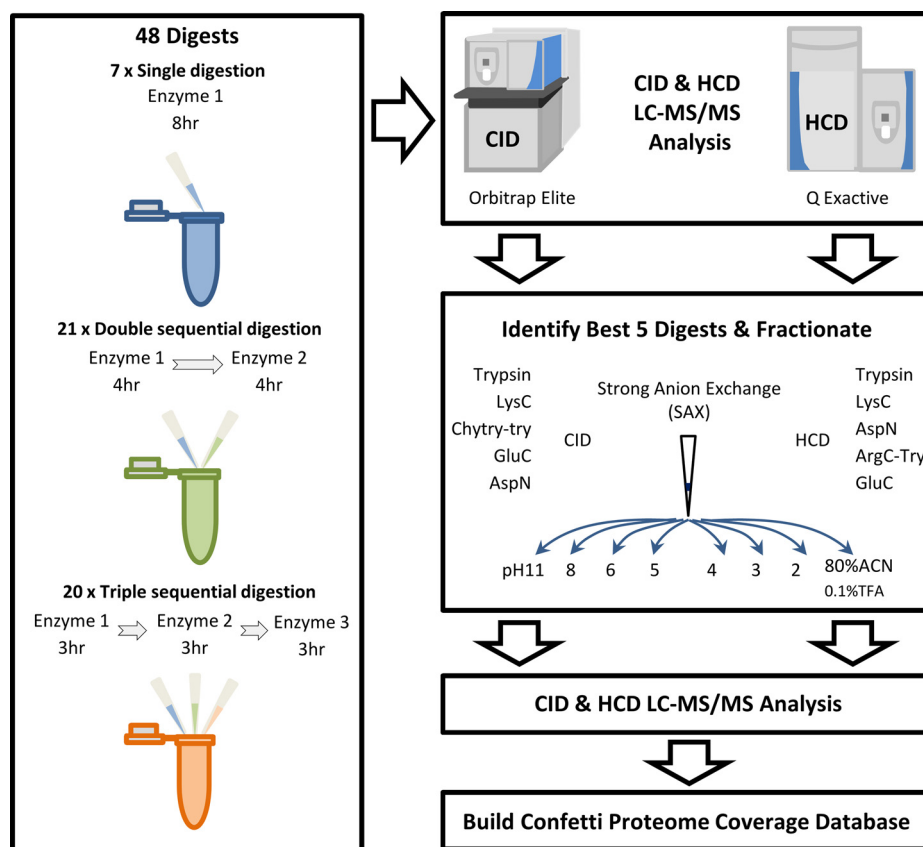 48 Digests
7 x Single digestion
Enzyme 1
8hr
21 x Double sequential digestion
Enzyme 1 Enzyme 2
4hr 4hr
20 x Triple sequential digestion
Enzyme 1 Enzyme 2 Enzyme 3
3hr 3hr 3hr
CID & HCD
LC-MS/MS
Analysis
CID
HCD
Orbitrap Elite
Q Exactive
Identify Best 5 Digests & Fractionate
Trypsin
LysC
Chytry-try
GluC
AspN
CID
Strong Anion Exchange
(SAX)
HCD
Trypsin
LysC
AspN
ArgC-Try
GluC
pH11 8 6 5 4 3 2 80%ACN
0.1%TFA
CID & HCD LC-MS/MS Analysis
Build Confetti Proteome Coverage Database